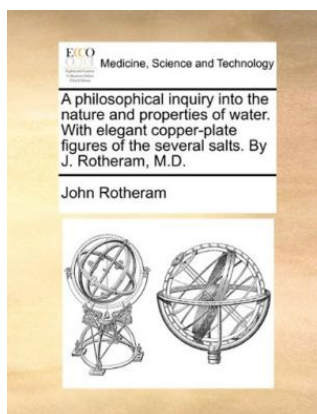 ECCO
Medicine, Science and Technology
A philosophical inquiry into the
nature and properties of water.
With elegant copper-plate
figures of the several salts. By
J. Rotheram, M.D.
John Rotheram